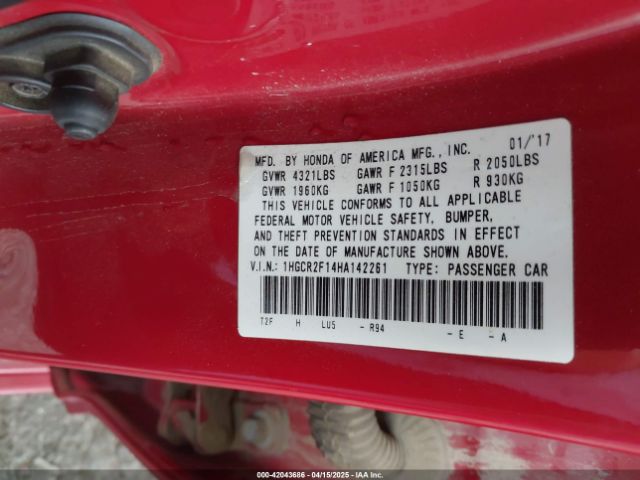 MFD. BY HONDA OF AMERICA MFG., INC. 01/'17
GVWR 4321LBS GAWR F 2315LBS R 2050LBS
GVWR 1960KG GAWR F 1050KG R 930KG
THIS VEHICLE CONFORMS TO ALL APPLICABLE
FEDERAL MOTOR VEHICLE SAFETY, BUMPER,
AND THEFT PREVENTION STANDARDS IN EFFECT
ON THE DATE OF MANUFACTURE SHOWN ABOVE.
V.I.N.: 1HGCR2F14HA142261 TYPE: PASSENGER CAR
T2F H LU5 - R94 - E - A
000-42043686 - 04/15/2025 - IAA Inc.